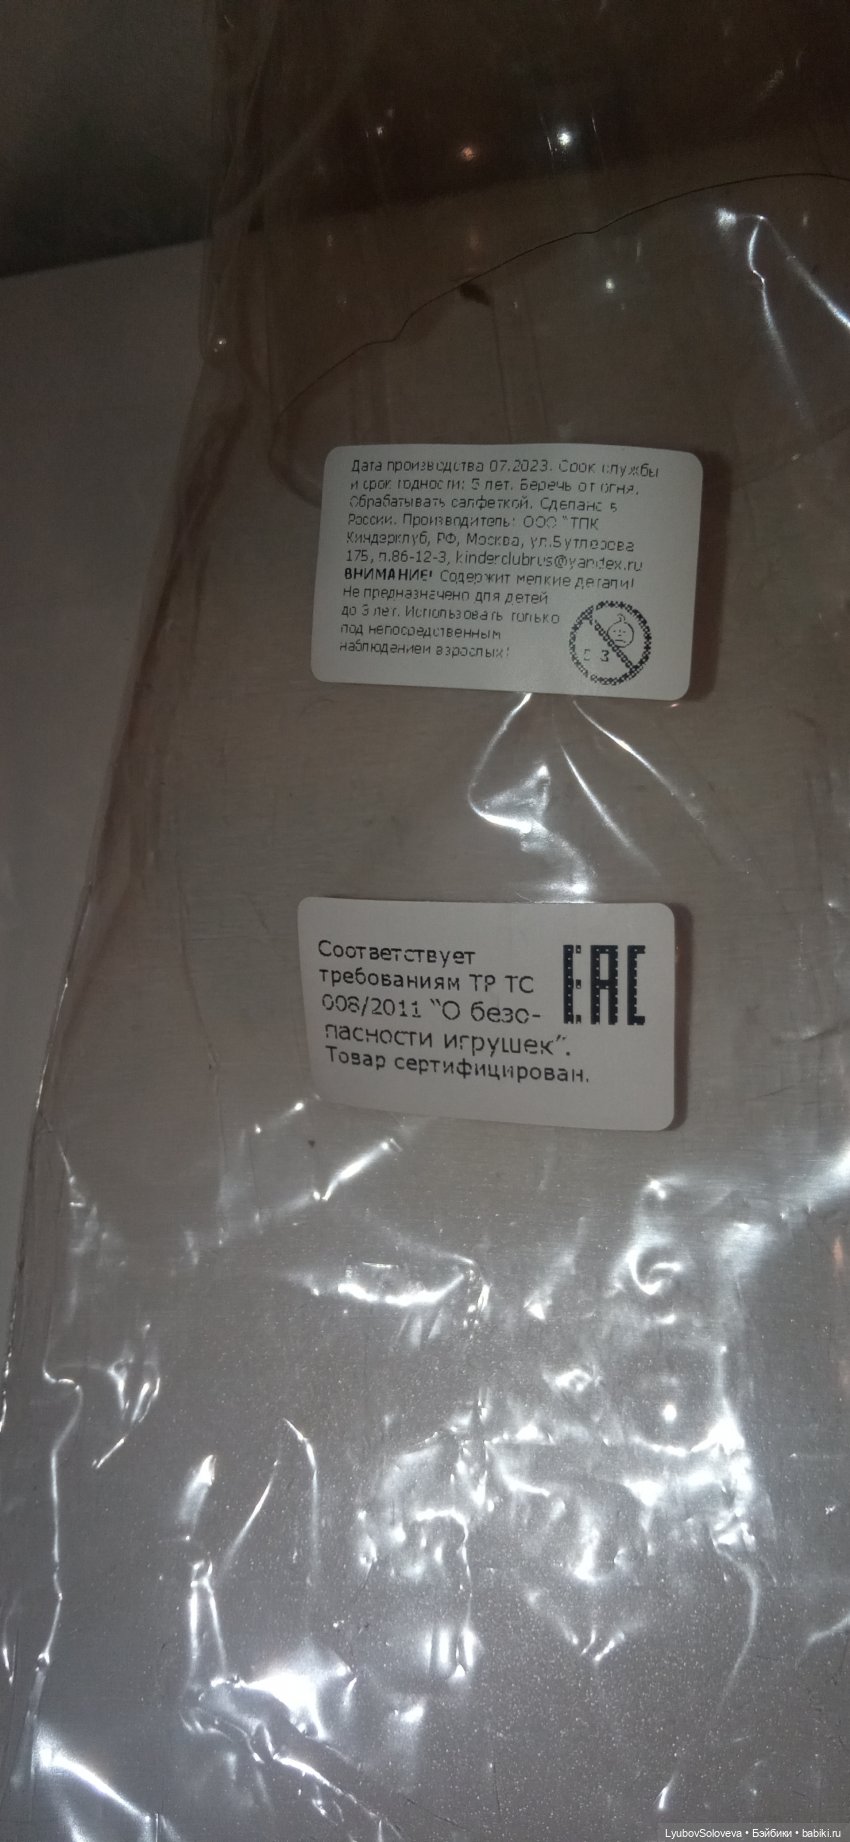 Дата производства 07.2023. Срок службы
и срок годности: 5 лет. Беречь от огня.
Обрабатывать салфеткой. Сделано в
России. Производитель: ООО "ТПК
Киндерклуб, РФ, Москва, ул.Бутлерова
175, п.86-12-3, kinderclubrus@yandex.ru
ВНИМАНИЕ! Содержит мелкие детали!
Не предназначено для детей
до 3 лет. Использовать только
под непосредственным
наблюдением взрослых!
0-3
Соответствует
требованиям ТР ТС
008/2011 "О безо-
пасности игрушек".
Товар сертифицирован.
EAC
LyubovSoloveva • Бэйбики • babiki.ru